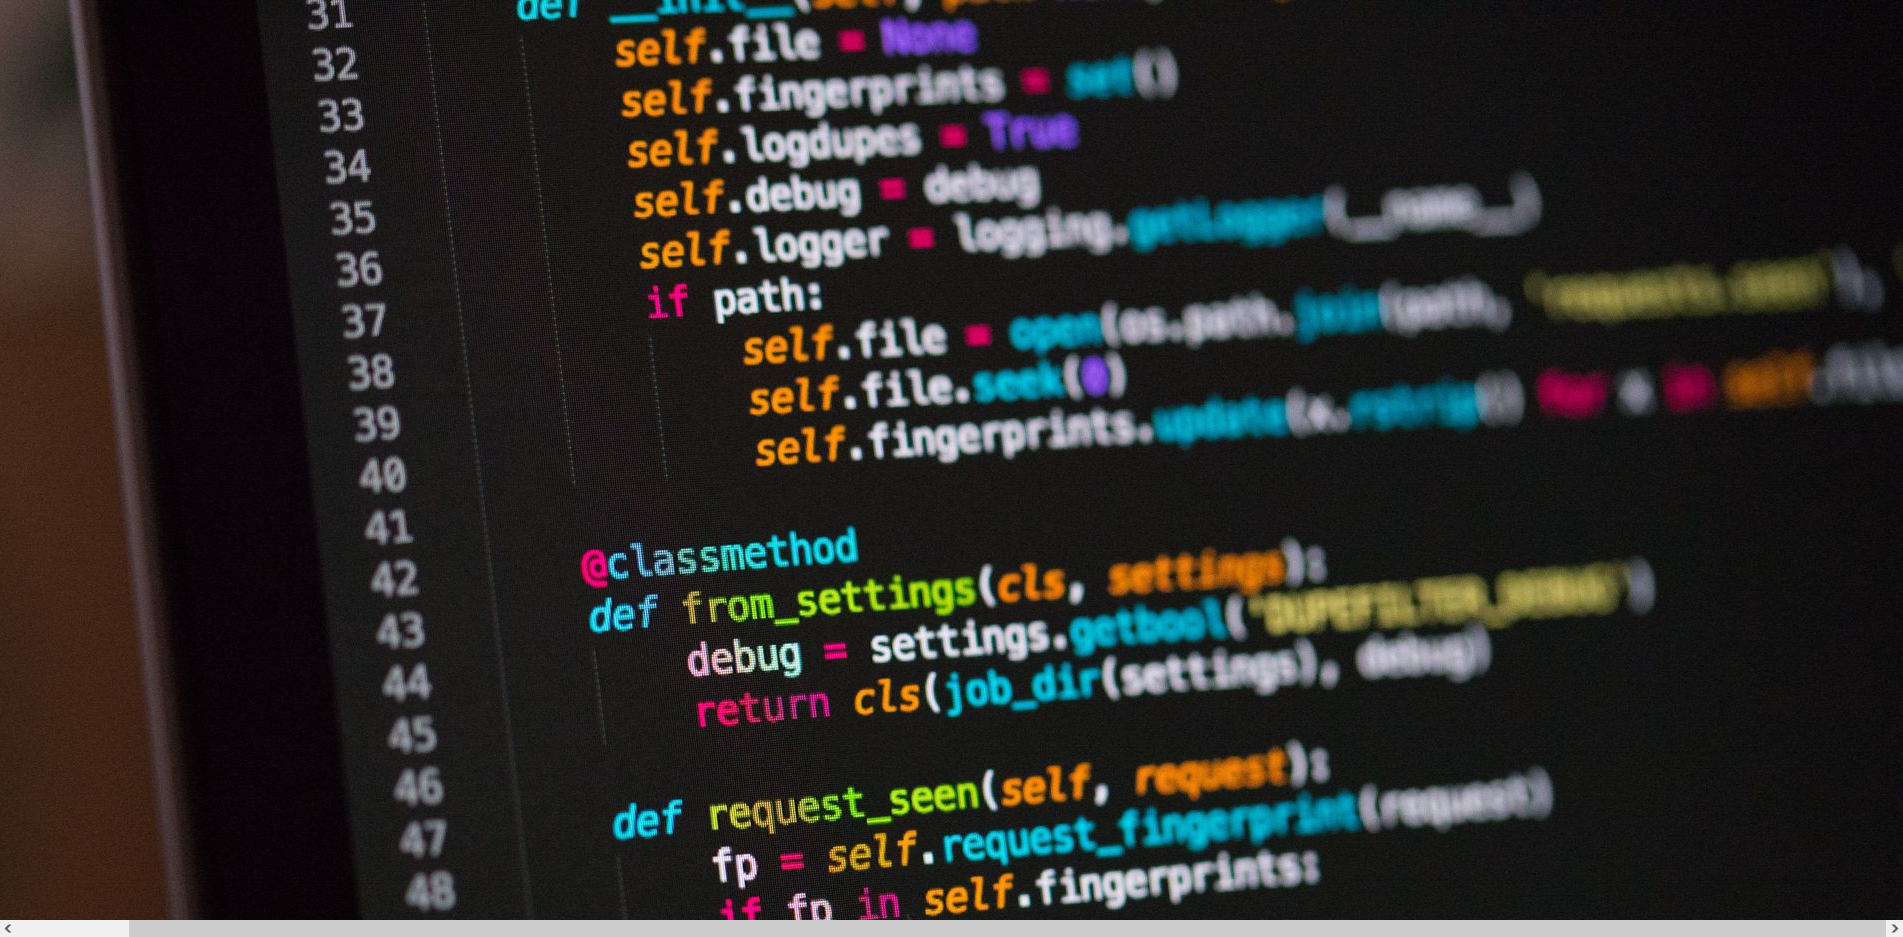 31 def __init__(self,
32 self.file = None
33 self.fingerprints = set()
34 self.logdupes = True
35 self.debug = debug
36 self.logger = logging.getLogger(__name__)
37 if path:
38 self.file = open(os.path.join(path, 'requests.seen'),
39 self.file.seek(0)
40 self.fingerprints.update(x.rstrip() for x in self.file
41
42 @classmethod
43 def from_settings(cls, settings):
44 debug = settings.getbool('DUPEFILTER_DEBUG')
45 return cls(job_dir(settings), debug)
46
47 def request_seen(self, request):
48 fp = self.request_fingerprint(request)
if fp in self.fingerprints: